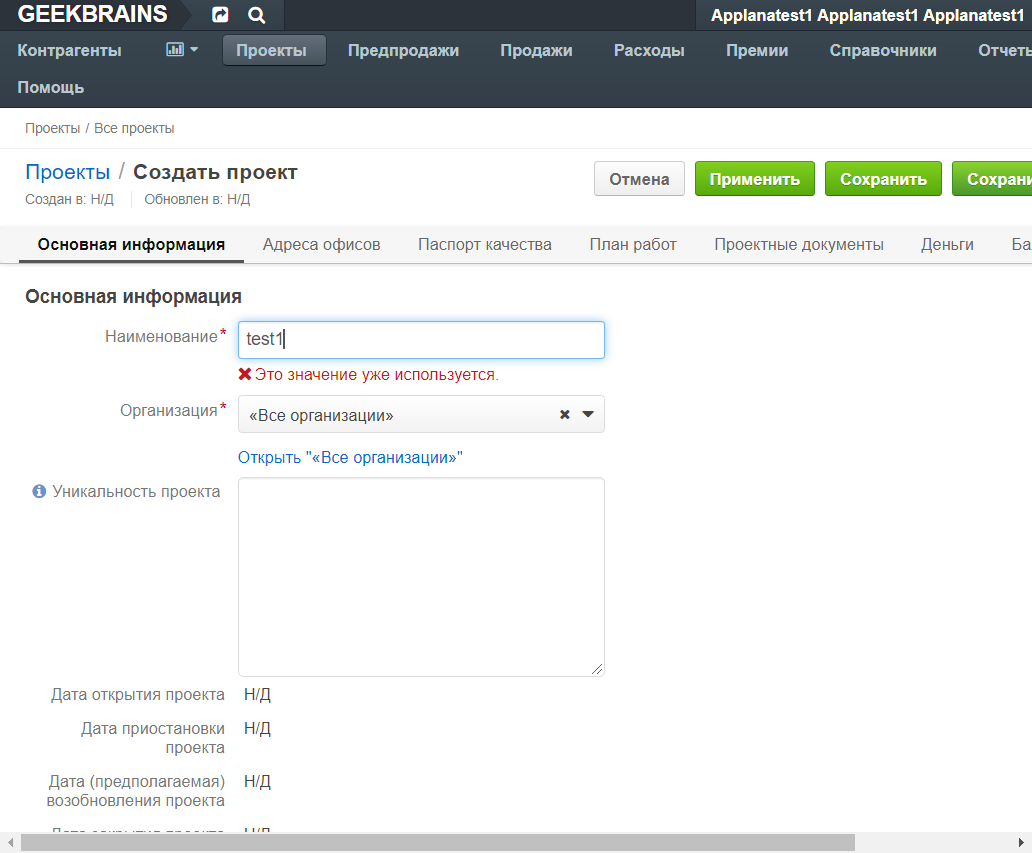 GEEKBRAINS
Applanatest1 Applanatest1 Applanatest1
Контрагенты Проекты Предпродажи Продажи Расходы Премии Справочники Отчеть
Помощь
Проекты / Все проекты
Проекты / Создать проект
Отмена Применить Сохранить Сохрани
Создан в: Н/Д Обновлен в: Н/Д
Основная информация Адреса офисов Паспорт качества План работ Проектные документы Деньги Ба
Основная информация
Наименование* test1
Это значение уже используется.
Организация* «Все организации»
Открыть "«Все организации»"
Уникальность проекта
Дата открытия проекта Н/Д
Дата приостановки Н/Д
проекта
Дата (предполагаемая) Н/Д
возобновления проекта